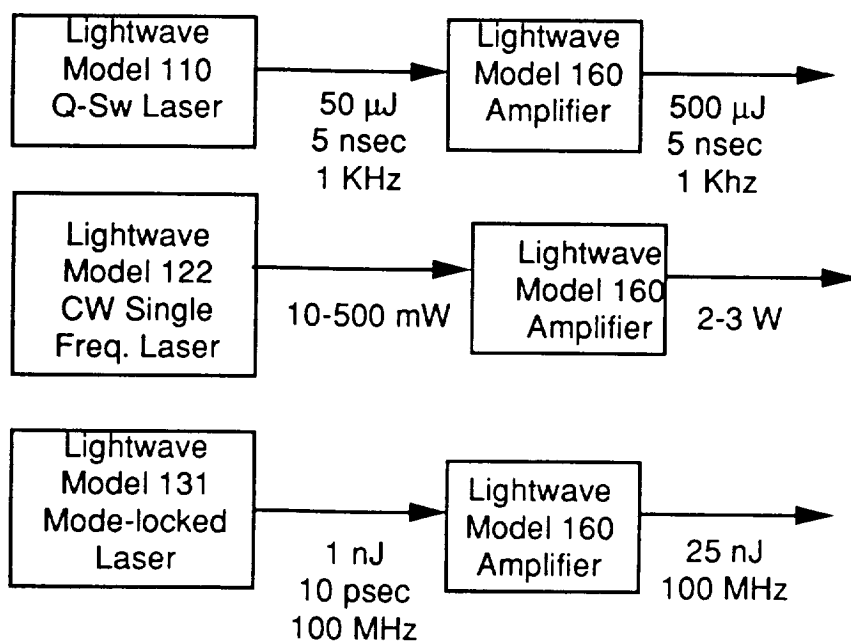 Lightwave
Model 110
Q-Sw Laser
50 µJ
5 nsec
1 KHz
Lightwave
Model 160
Amplifier
500 µJ
5 nsec
1 Khz
Lightwave
Model 122
CW Single
Freq. Laser
10-500 mW
Lightwave
Model 160
Amplifier
2-3 W
Lightwave
Model 131
Mode-locked
Laser
1 nJ
10 psec
100 MHz
Lightwave
Model 160
Amplifier
25 nJ
100 MHz